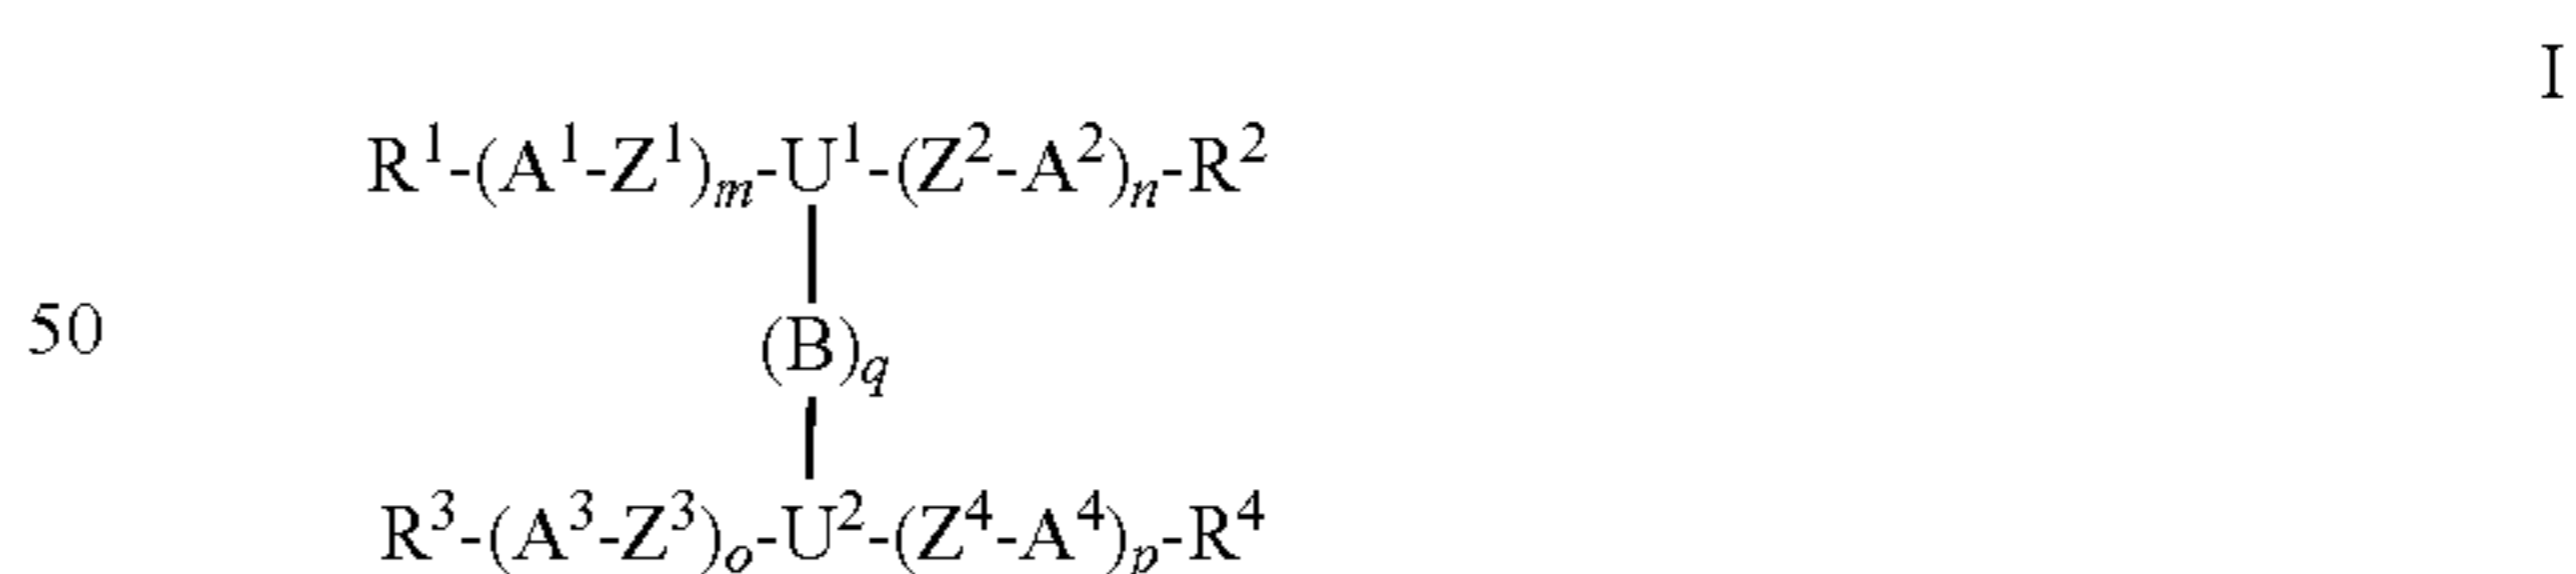 I
R¹-(A¹-Z¹)ₘ-U¹-(Z²-A²)ₙ-R²
50
(B)q
R³-(A³-Z³)ₒ-U²-(Z⁴-A⁴)ₚ-R⁴